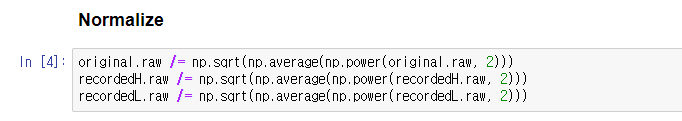 Normalize
In [4]: original.raw /= np.sqrt(np.average(np.power(original.raw, 2)))
recordedH.raw /= np.sqrt(np.average(np.power(recordedH.raw, 2)))
recordedL.raw /= np.sqrt(np.average(np.power(recordedL.raw, 2)))